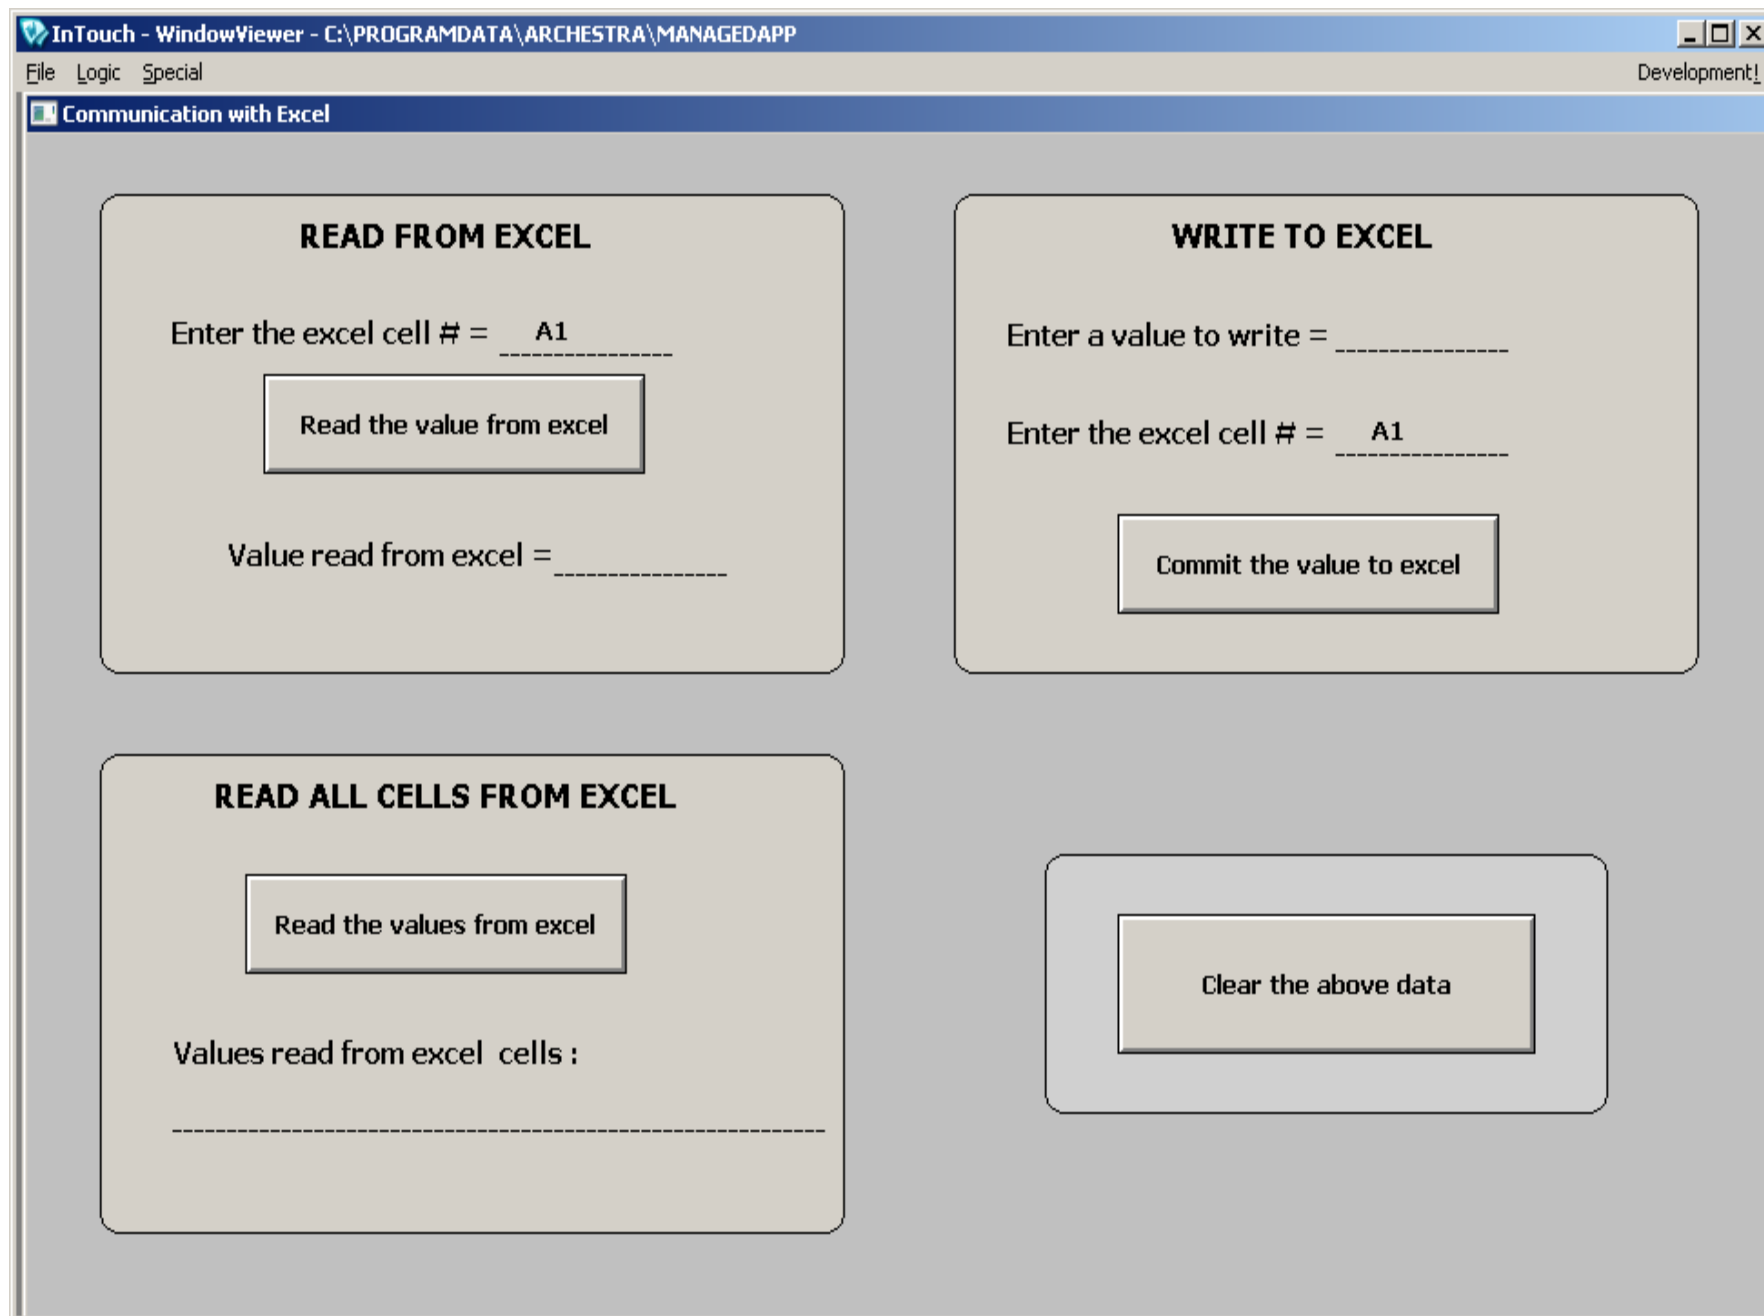 InTouch - WindowViewer - C:\PROGRAMDATA\ARCHESTRA\MANAGEDAPP
File Logic Special Development!
Communication with Excel
READ FROM EXCEL
Enter the excel cell # = A1
Read the value from excel
Value read from excel =
WRITE TO EXCEL
Enter a value to write =
Enter the excel cell # = A1
Commit the value to excel
READ ALL CELLS FROM EXCEL
Read the values from excel
Values read from excel cells :
Clear the above data